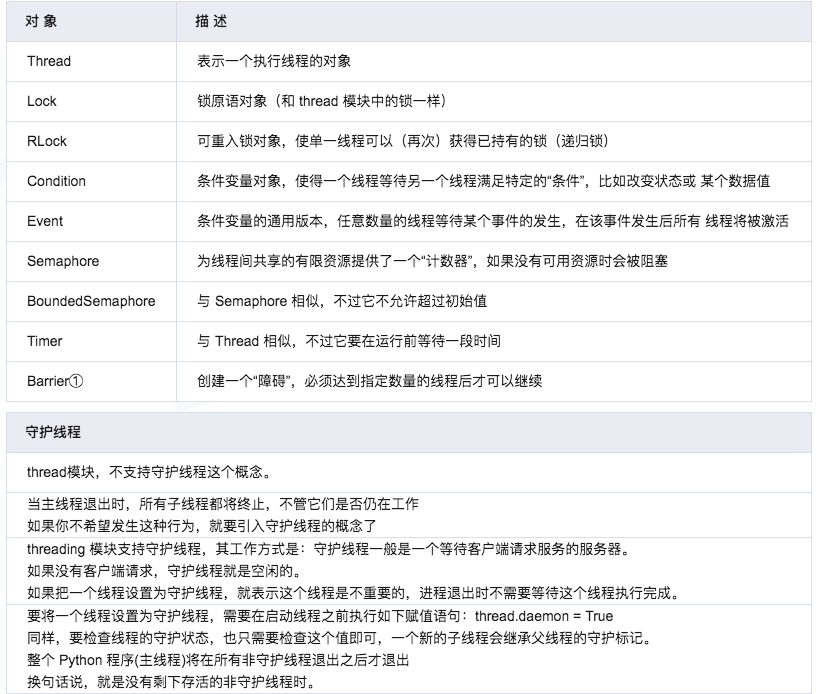 对 象 描 述
Thread 表示一个执行线程的对象
Lock 锁原语对象（和 thread 模块中的锁一样）
RLock 可重入锁对象，使单一线程可以（再次）获得已持有的锁（递归锁）
Condition 条件变量对象，使得一个线程等待另一个线程满足特定的“条件”，比如改变状态或 某个数据值
Event 条件变量的通用版本，任意数量的线程等待某个事件的发生，在该事件发生后所有 线程将被激活
Semaphore 为线程间共享的有限资源提供了一个“计数器”，如果没有可用资源时会被阻塞
BoundedSemaphore 与 Semaphore 相似，不过它不允许超过初始值
Timer 与 Thread 相似，不过它要在运行前等待一段时间
Barrier① 创建一个“障碍”，必须达到指定数量的线程后才可以继续
守护线程
thread模块，不支持守护线程这个概念。
当主线程退出时，所有子线程都将终止，不管它们是否仍在工作
如果你不希望发生这种行为，就要引入守护线程的概念了
threading 模块支持守护线程，其工作方式是：守护线程一般是一个等待客户端请求服务的服务器。
如果没有客户端请求，守护线程就是空闲的。
如果把一个线程设置为守护线程，就表示这个线程是不重要的，进程退出时不需要等待这个线程执行完成。
要将一个线程设置为守护线程，需要在启动线程之前执行如下赋值语句：thread.daemon = True
同样，要检查线程的守护状态，也只需要检查这个值即可，一个新的子线程会继承父线程的守护标记。
整个 Python 程序(主线程)将在所有非守护线程退出之后才退出
换句话说，就是没有剩下存活的非守护线程时。